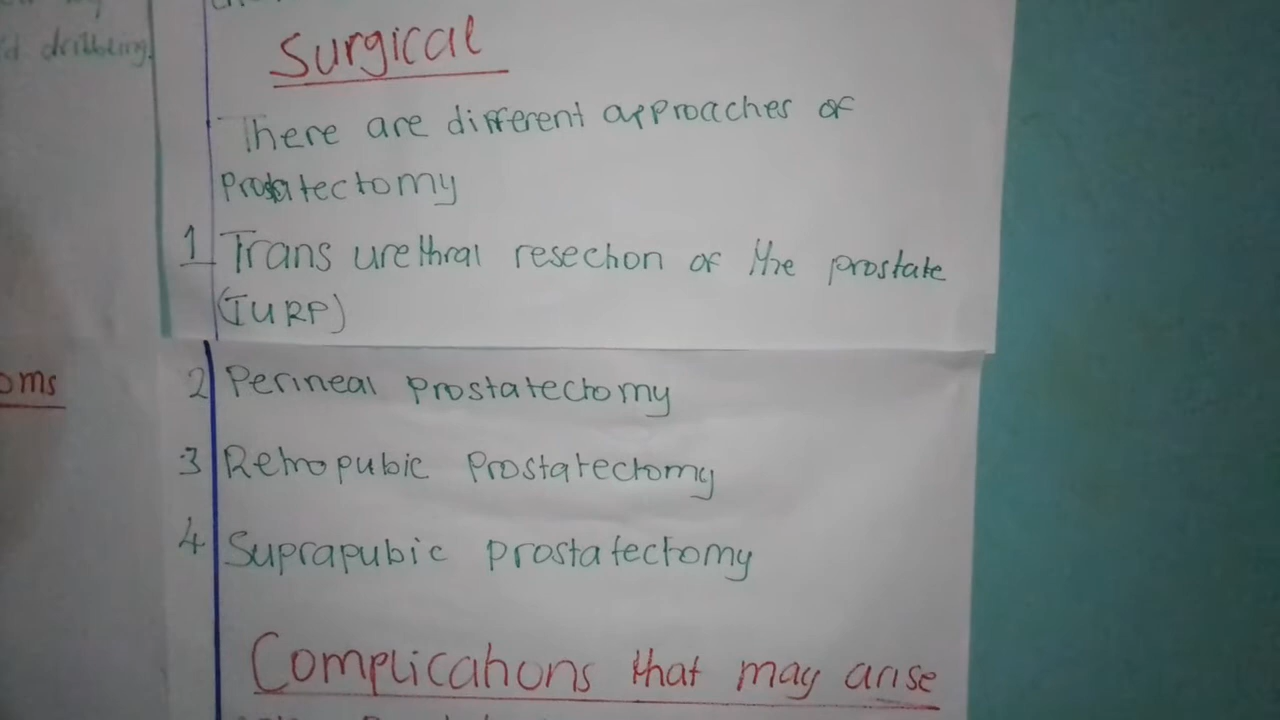 d dribbling.
Surgical
There are different approaches of
Prostatectomy
1 Trans urethral resection of the prostate
(TURP)
oms
2 Perineal prostatectomy
3 Retropubic Prostatectomy
4 Suprapubic prostatectomy
Complications that may arise